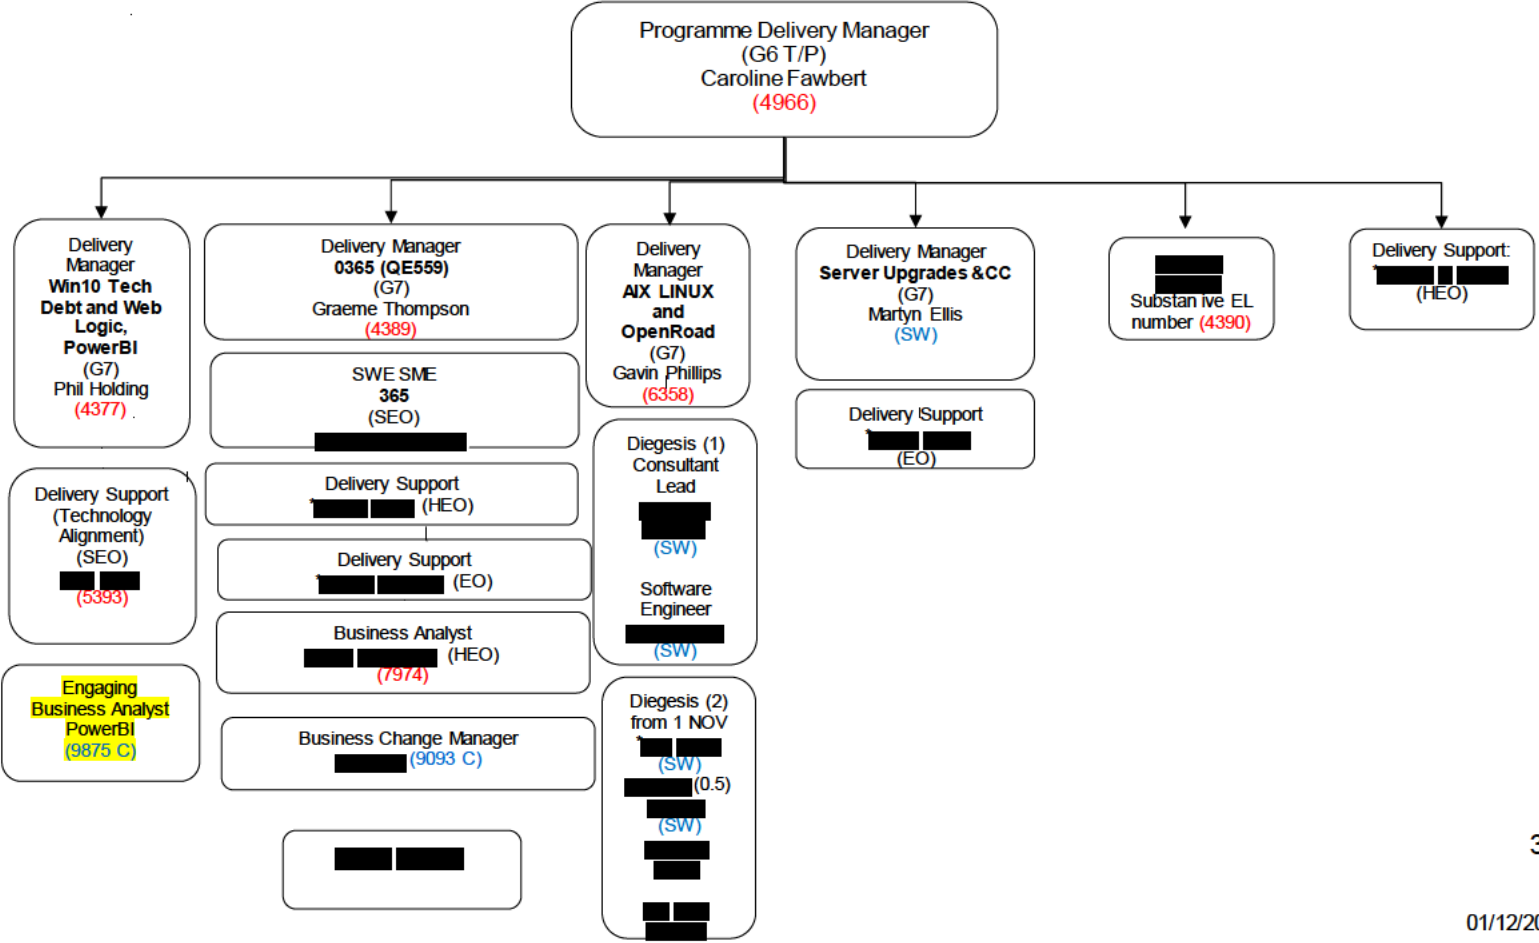 Programme Delivery Manager
(G6 T/P)
Caroline Fawbert
(4966)
Delivery
Manager
Win10 Tech
Debt and Web
Logic,
PowerBI
(G7)
Phil Holding
(4377)
Delivery Support
(Technology
Alignment)
(SEO)
(5393)
Engaging
Business Analyst
PowerBI
(9875 C)
Delivery Manager
0365 (QE559)
(G7)
Graeme Thompson
(4389)
SWE SME
365
(SEO)
Delivery Support
* (HEO)
Delivery Support
* (EO)
Business Analyst
(HEO)
(7974)
Business Change Manager
(9093 C)
Delivery
Manager
AIX LINUX
and
OpenRoad
(G7)
Gavin Phillips
(6358)
Diegesis (1)
Consultant
Lead
(SW)
Software
Engineer
(SW)
Diegesis (2)
from 1 NOV
*
(SW)
(0.5)
(SW)
Delivery Manager
Server Upgrades &CC
(G7)
Martyn Ellis
(SW)
Delivery Support
*
(EO)
Substan ive EL
number (4390)
Delivery Support:
*
(HEO)
3
01/12/20